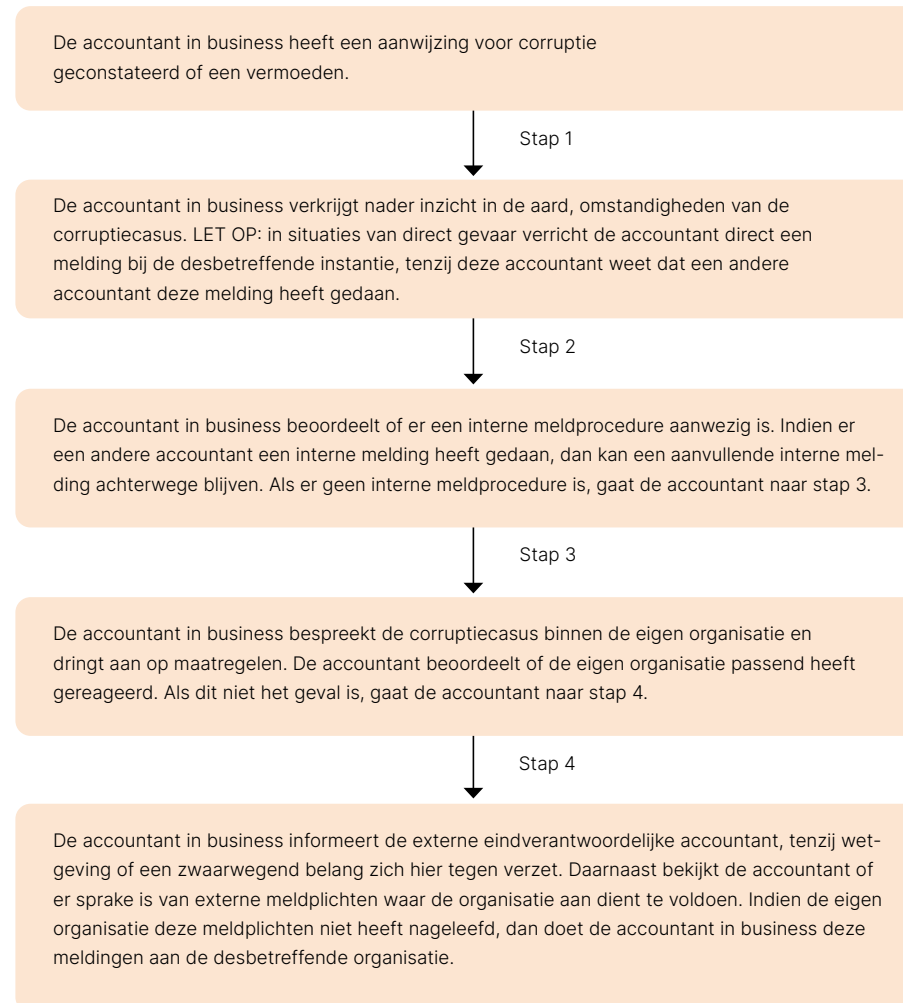 De accountant in business heeft een aanwijzing voor corruptie
geconstateerd of een vermoeden.
Stap 1
De accountant in business verkrijgt nader inzicht in de aard, omstandigheden van de
corruptiecasus. LET OP: in situaties van direct gevaar verricht de accountant direct een
melding bij de desbetreffende instantie, tenzij deze accountant weet dat een andere
accountant deze melding heeft gedaan.
Stap 2
De accountant in business beoordeelt of er een interne meldprocedure aanwezig is. Indien er
een andere accountant een interne melding heeft gedaan, dan kan een aanvullende interne mel-
ding achterwege blijven. Als er geen interne meldprocedure is, gaat de accountant naar stap 3.
Stap 3
De accountant in business bespreekt de corruptiecasus binnen de eigen organisatie en
dringt aan op maatregelen. De accountant beoordeelt of de eigen organisatie passend heeft
gereageerd. Als dit niet het geval is, gaat de accountant naar stap 4.
Stap 4
De accountant in business informeert de externe eindverantwoordelijke accountant, tenzij wet-
geving of een zwaarwegend belang zich hier tegen verzet. Daarnaast bekijkt de accountant of
er sprake is van externe meldplichten waar de organisatie aan dient te voldoen. Indien de eigen
organisatie deze meldplichten niet heeft nageleefd, dan doet de accountant in business deze
meldingen aan de desbetreffende organisatie.